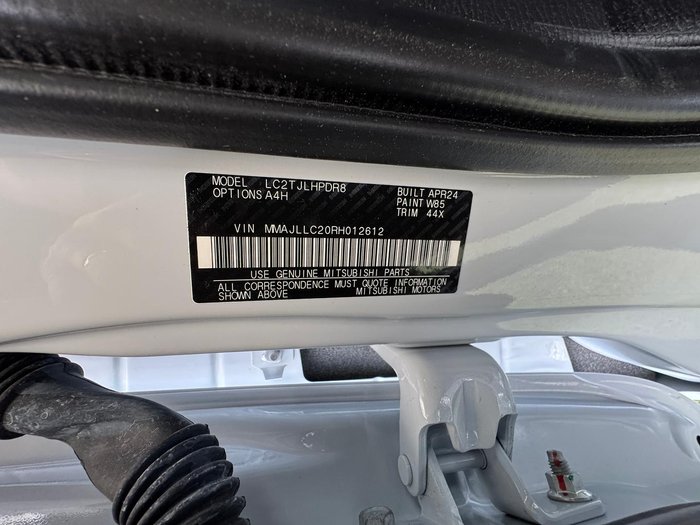 MODEL LC2TJLHPDR8
OPTIONS A4H
BUILT APR24
PAINT W85
TRIM 44X
VIN MMAJLLC20RH012612
USE GENUINE MITSUBISHI PARTS
ALL CORRESPONDENCE MUST QUOTE INFORMATION
SHOWN ABOVE MITSUBISHI MOTORS